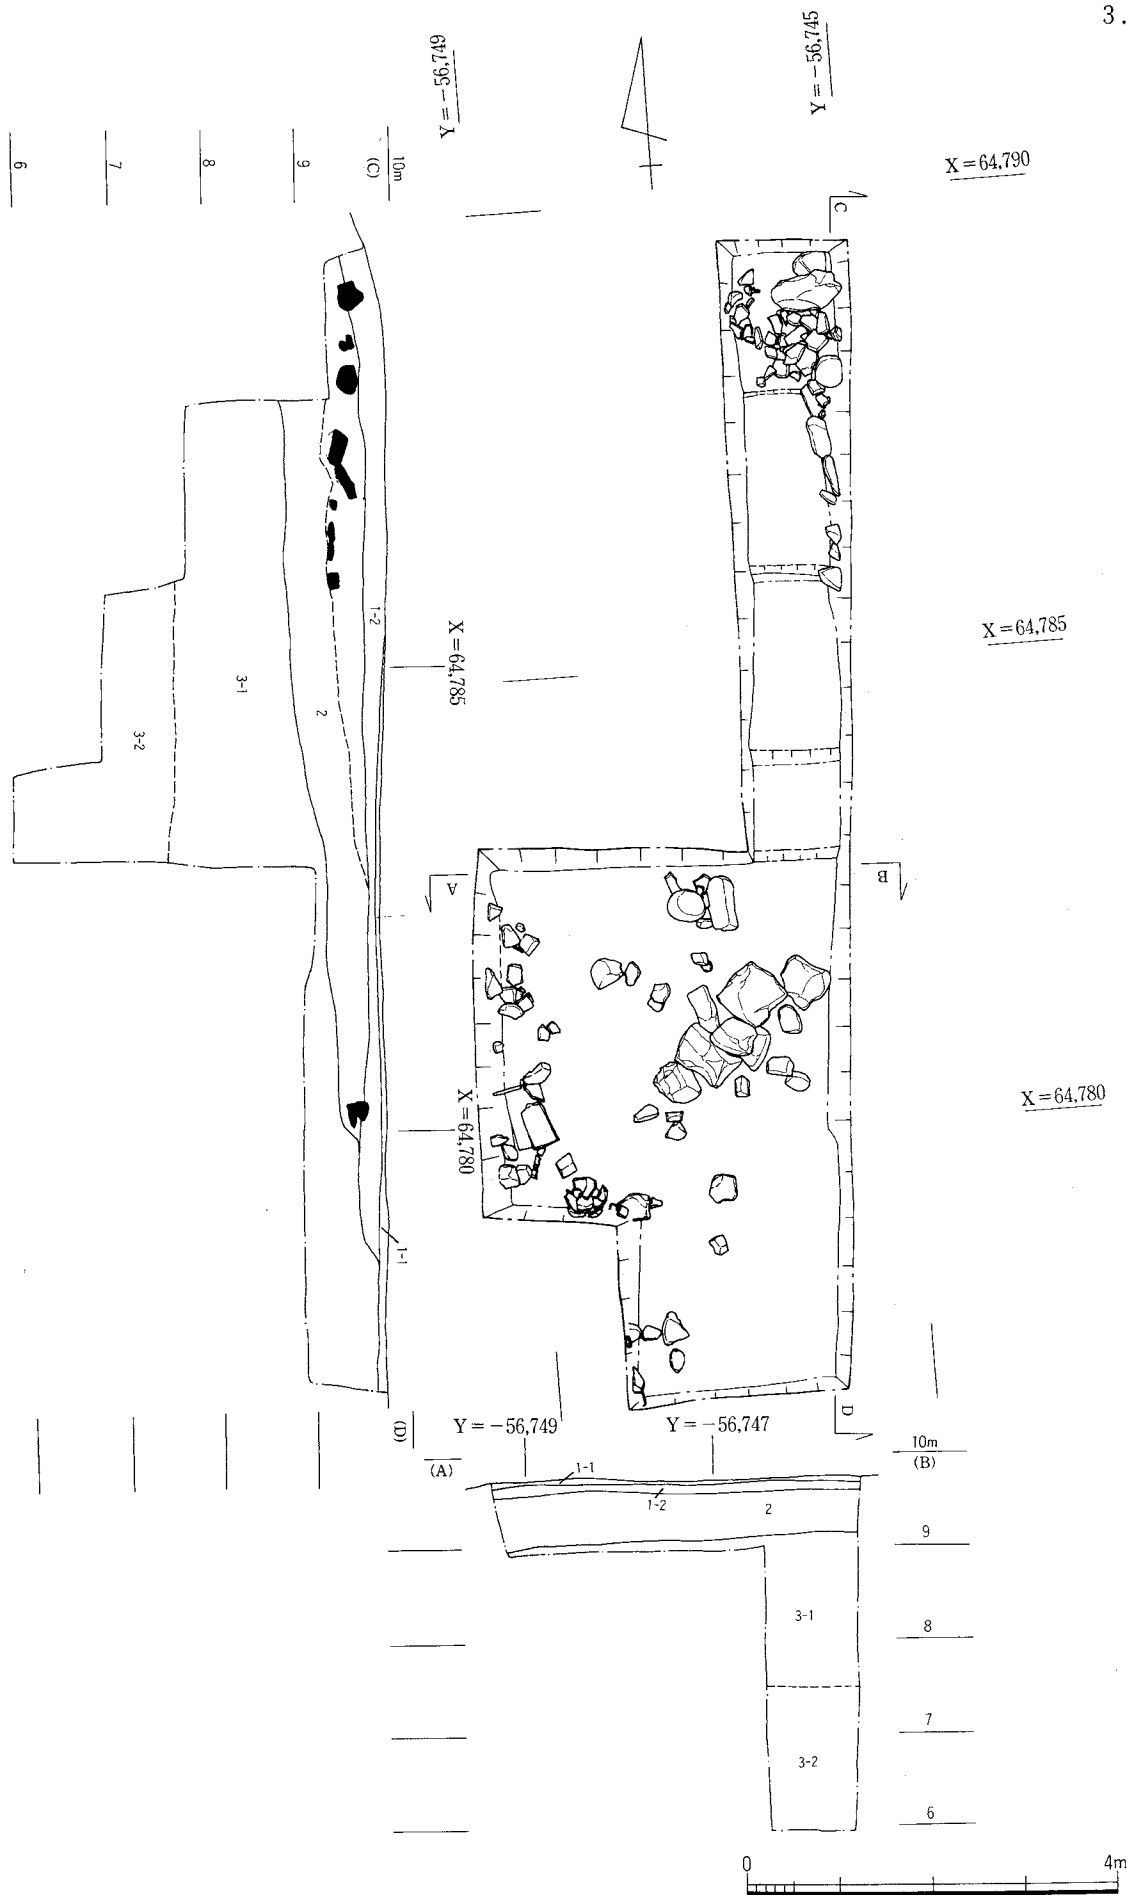 3.
Y=-56,749
Y=-56,745
X=64,790
6
7
8
9
10m
(C)
C
1-2
X=64,785
X=64,785
3-1
2
3-2
A
B
X=64,780
X=64,780
1-1
(D)
D
Y=-56,749
Y=-56,747
(A)
10m
(B)
1-1
1-2
2
9
3-1
8
7
3-2
6
0
4m